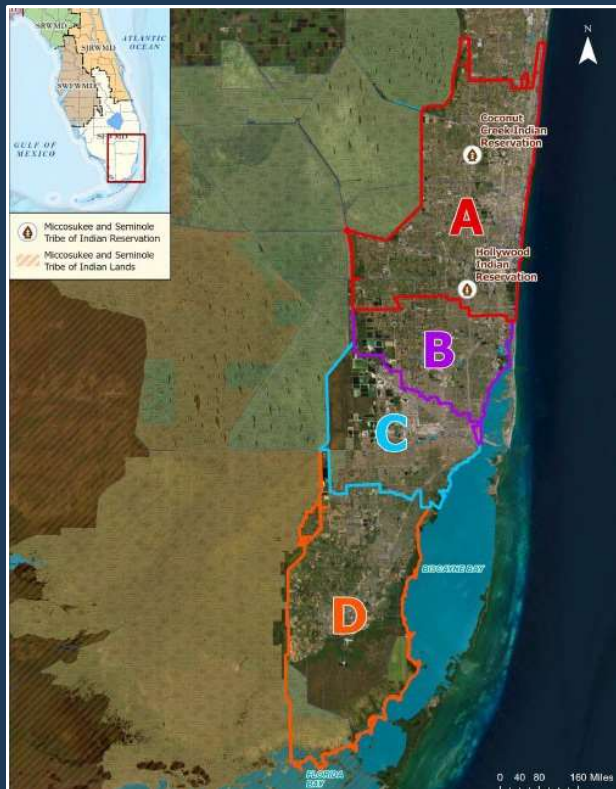 SRWMD
SJRWMD
ATLANTIC
OCEAN
SWFWMD
SFWMD
GULF OF
MEXICO
Miccosukee and Seminole
Tribe of Indian Reservation
Miccosukee and Seminole
Tribe of Indian Lands
N
Coconut
Creek Indian
Reservation
A
Hollywood
Indian
Reservation
B
C
BISCAYNE BAY
D
FLORIDA
BAY
0 40 80 160 Miles